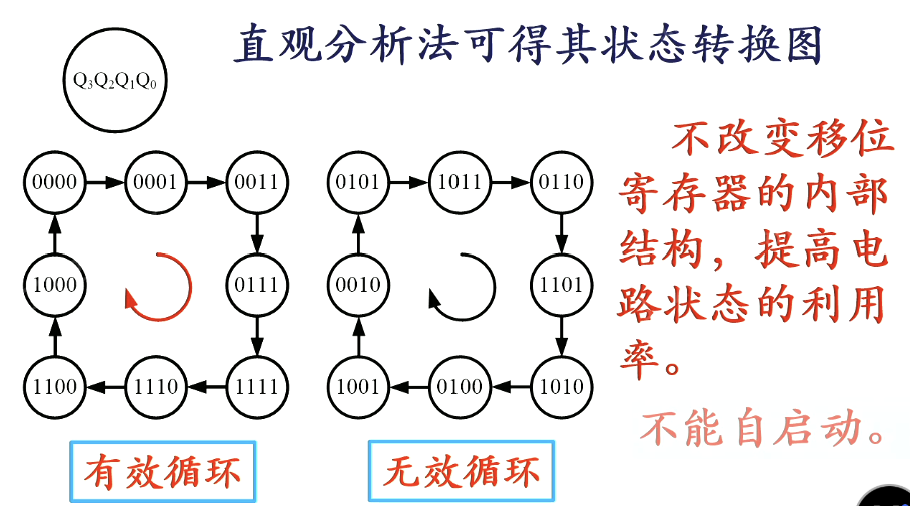 直观分析法可得其状态转换图
Q₃Q₂Q₁Q₀
不改变移位
寄存器的内部
结构，提高电
路状态的利用
率。
不能自启动。
0000 0001 0011
1000 0111
1100 1110 1111
有效循环
0101 1011 0110
0010 1101
1001 0100 1010
无效循环